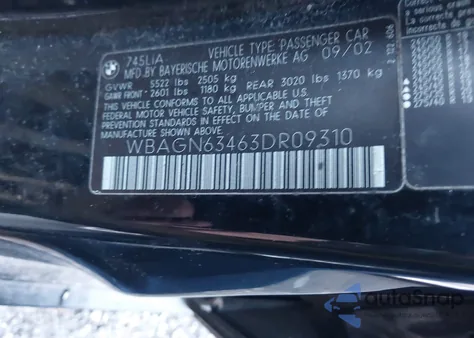 745LiA VEHICLE TYPE PASSENGER CAR
MFD.BY BAYERISCHE MOTORENWERKE AG 09/02
GVWR 5522 lbs 2505 kg
GAWR FRONT 2601 lbs 1180 kg REAR 3020 lbs 1370 kg
THIS VEHICLE CONFORMS TO ALL APPLICABLE
FEDERAL MOTOR VEHICLE SAFETY, BUMPER AND THEFT
PREVENTION STANDARDS IN EFFECT ON THE DATE
OF MANUFACTURE SHOWN ABOVE
WBAGN63463DR09310
autoSnap